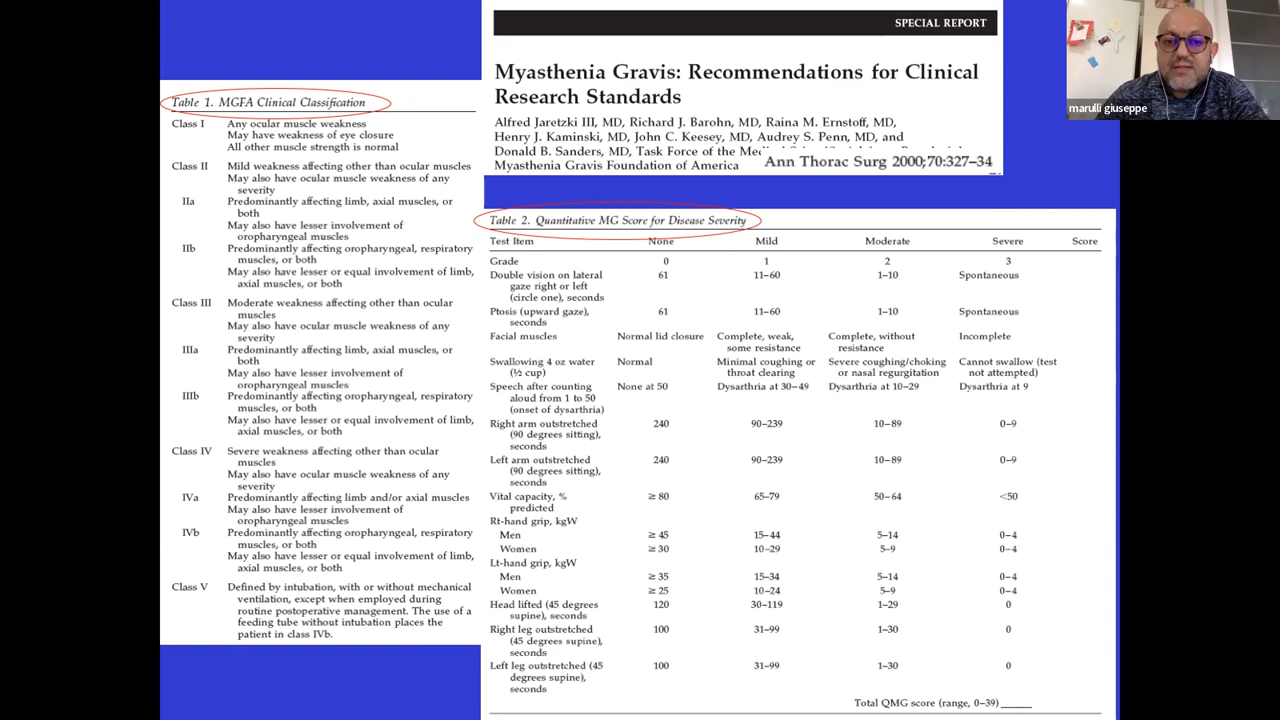 SPECIAL REPORT
Myasthenia Gravis: Recommendations for Clinical
Research Standards
Alfred Jaretzki III, MD, Richard J. Barohn, MD, Raina M. Ernstoff, MD,
Henry J. Kaminski, MD, John C. Keesey, MD, Audrey S. Penn, MD, and
Donald B. Sanders, MD, Task Force of the
Myasthenia Gravis Foundation of America
Ann Thorac Surg 2000;70:327–34
marulli giuseppe
Table 1. MGFA Clinical Classification
Class I Any ocular muscle weakness
May have weakness of eye closure
All other muscle strength is normal
Class II Mild weakness affecting other than ocular muscles
May also have ocular muscle weakness of any
severity
IIa Predominantly affecting limb, axial muscles, or
both
May also have lesser involvement of
oropharyngeal muscles
IIb Predominantly affecting oropharyngeal, respiratory
muscles, or both
May also have lesser or equal involvement of limb,
axial muscles, or both
Class III Moderate weakness affecting other than ocular
muscles
May also have ocular muscle weakness of any
severity
IIIa Predominantly affecting limb, axial muscles, or
both
May also have lesser involvement of
oropharyngeal muscles
IIIb Predominantly affecting oropharyngeal, respiratory
muscles, or both
May also have lesser or equal involvement of limb,
axial muscles, or both
Class IV Severe weakness affecting other than ocular
muscles
May also have ocular muscle weakness of any
severity
IVa Predominantly affecting limb and/or axial muscles
May also have lesser involvement of
oropharyngeal muscles
IVb Predominantly affecting oropharyngeal, respiratory
muscles, or both
May also have lesser or equal involvement of limb,
axial muscles, or both
Class V Defined by intubation, with or without mechanical
ventilation, except when employed during
routine postoperative management. The use of a
feeding tube without intubation places the
patient in class IVb.
Table 2. Quantitative MG Score for Disease Severity
Test Item None Mild Moderate Severe Score
Grade 0 1 2 3
Double vision on lateral 61 11–60 1–10 Spontaneous
gaze right or left
(circle one), seconds
Ptosis (upward gaze), 61 11–60 1–10 Spontaneous
seconds
Facial muscles Normal lid closure Complete, weak, Complete, without Incomplete
some resistance resistance
Swallowing 4 oz water Normal Minimal coughing or Severe coughing/choking Cannot swallow (test
(½ cup) throat clearing or nasal regurgitation not attempted)
Speech after counting None at 50 Dysarthria at 30–49 Dysarthria at 10–29 Dysarthria at 9
aloud from 1 to 50
(onset of dysarthria)
Right arm outstretched 240 90–239 10–89 0–9
(90 degrees sitting),
seconds
Left arm outstretched 240 90–239 10–89 0–9
(90 degrees sitting),
seconds
Vital capacity, % ≥ 80 65–79 50–64 <50
predicted
Rt-hand grip, kgW
Men ≥ 45 15–44 5–14 0–4
Women ≥ 30 10–29 5–9 0–4
Lt-hand grip, kgW
Men ≥ 35 15–34 5–14 0–4
Women ≥ 25 10–24 5–9 0–4
Head lifted (45 degrees 120 30–119 1–29 0
supine), seconds
Right leg outstretched 100 31–99 1–30 0
(45 degrees supine),
seconds
Left leg outstretched (45 100 31–99 1–30 0
degrees supine),
seconds
Total QMG score (range, 0–39)_____